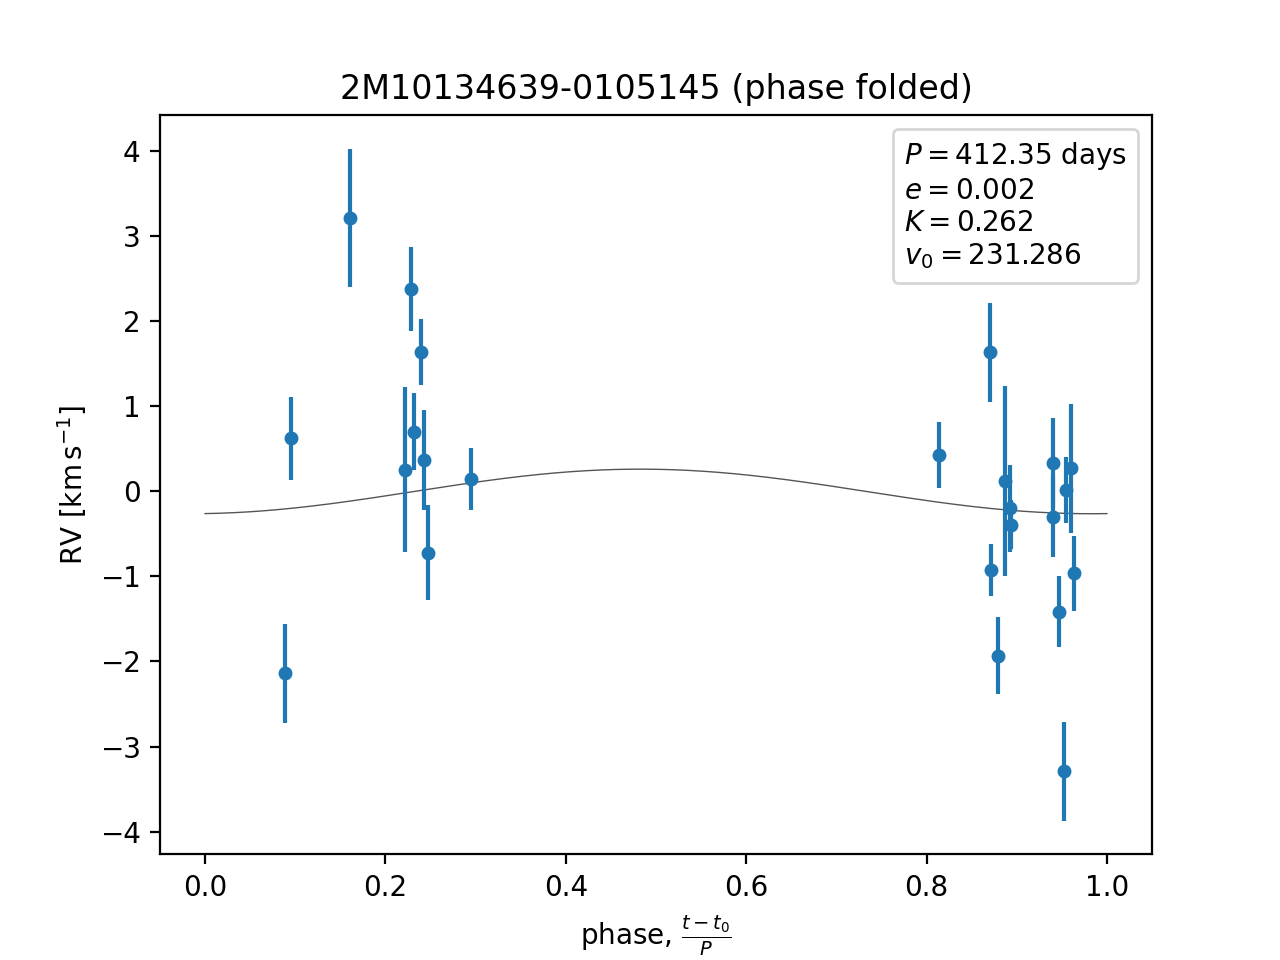 2M10134639-0105145 (phase folded)
P = 412.35 days
e = 0.002
K = 0.262
v₀ = 231.286
4
3
2
1
0
−1
−2
−3
−4
RV [km s⁻¹]
0.0 0.2 0.4 0.6 0.8 1.0
phase, (t − t₀)/P